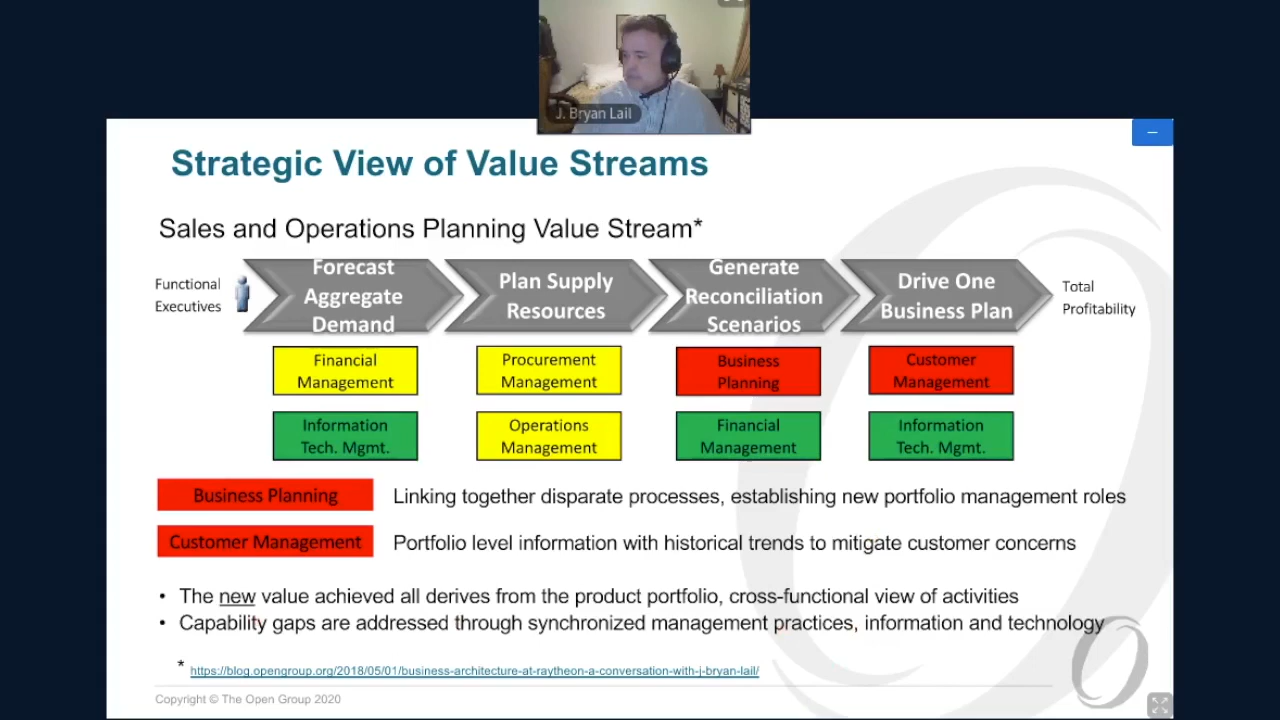 J. Bryan Lail
Strategic View of Value Streams
Sales and Operations Planning Value Stream*
Functional
Executives
Forecast
Aggregate
Demand
Plan Supply
Resources
Generate
Reconciliation
Scenarios
Drive One
Business Plan
Total
Profitability
Financial
Management
Procurement
Management
Business
Planning
Customer
Management
Information
Tech. Mgmt.
Operations
Management
Financial
Management
Information
Tech. Mgmt.
Business Planning
Linking together disparate processes, establishing new portfolio management roles
Customer Management
Portfolio level information with historical trends to mitigate customer concerns
• The new value achieved all derives from the product portfolio, cross-functional view of activities
• Capability gaps are addressed through synchronized management practices, information and technology
* https://blog.opengroup.org/2018/05/01/business-architecture-at-raytheon-a-conversation-with-j-bryan-lail/
Copyright © The Open Group 2020